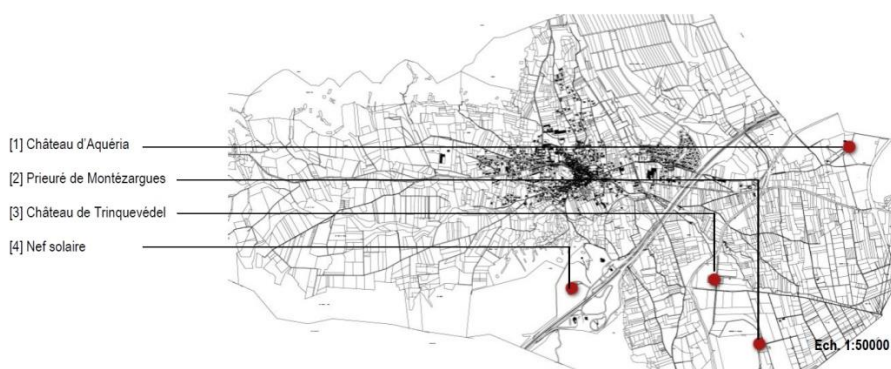 [1] Château d'Aquéria
[2] Prieuré de Montézargues
[3] Château de Trinquevédel
[4] Nef solaire
Ech. 1:50000